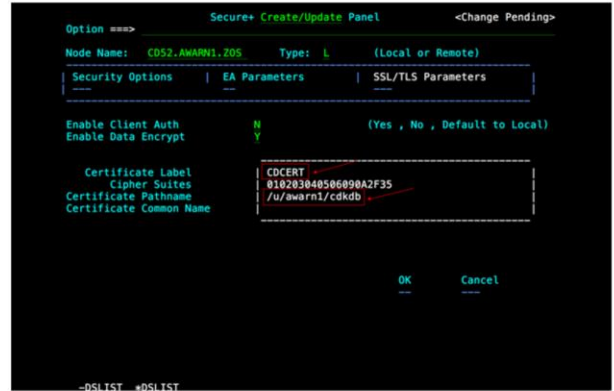 Secure+ Create/Update Panel <Change Pending>
Option ===>
Node Name: CD52.AWARN1.ZOS Type: L (Local or Remote)
| Security Options | EA Parameters | SSL/TLS Parameters |
Enable Client Auth N (Yes , No , Default to Local)
Enable Data Encrypt Y
Certificate Label | CDCERT |
Cipher Suites | 010203040506090A2F35 |
Certificate Pathname | /u/awarn1/cdkdb |
Certificate Common Name | |
OK Cancel
-DSLIST *DSLIST